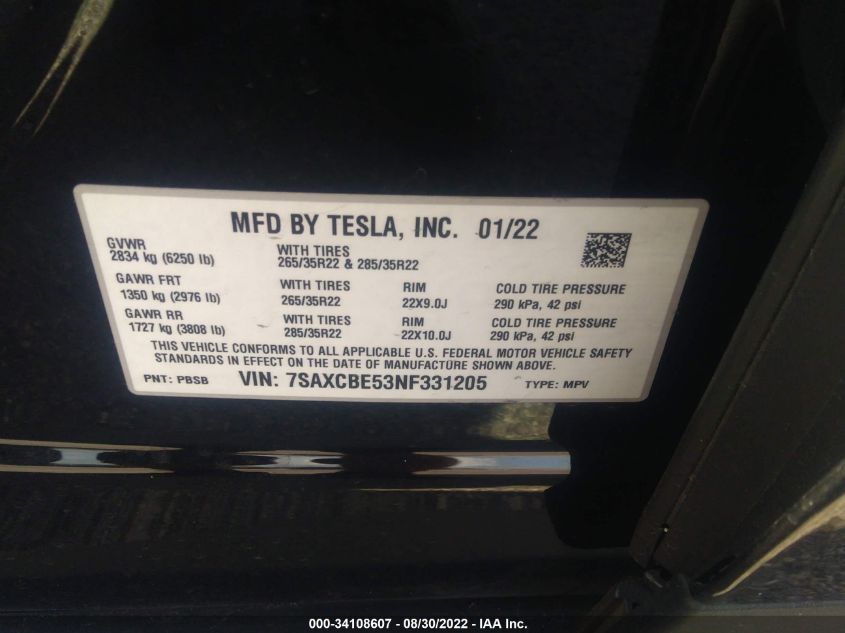 MFD BY TESLA, INC. 01/22
GVWR
2834 kg (6250 lb)
WITH TIRES
265/35R22 & 285/35R22
GAWR FRT
1350 kg (2976 lb)
WITH TIRES
265/35R22
RIM
22X9.0J
COLD TIRE PRESSURE
290 kPa, 42 psi
GAWR RR
1727 kg (3808 lb)
WITH TIRES
285/35R22
RIM
22X10.0J
COLD TIRE PRESSURE
290 kPa, 42 psi
THIS VEHICLE CONFORMS TO ALL APPLICABLE U.S. FEDERAL MOTOR VEHICLE SAFETY
STANDARDS IN EFFECT ON THE DATE OF MANUFACTURE SHOWN ABOVE.
PNT: PBSB VIN: 7SAXCBE53NF331205 TYPE: MPV
000-34108607 - 08/30/2022 - IAA Inc.